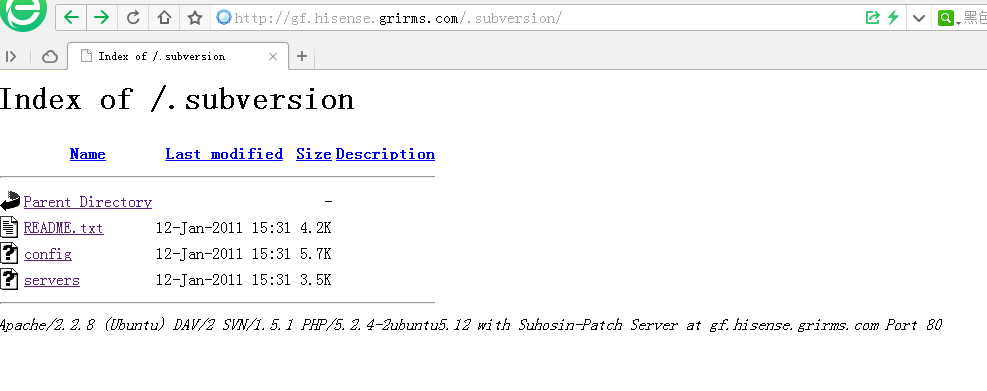 http://gf.hisense.grirms.com/.subversion/
黑色
Index of /.subversion
Index of /.subversion
Name Last modified Size Description
Parent Directory -
README.txt 12-Jan-2011 15:31 4.2K
config 12-Jan-2011 15:31 5.7K
servers 12-Jan-2011 15:31 3.5K
Apache/2.2.8 (Ubuntu) DAV/2 SVN/1.5.1 PHP/5.2.4-2ubuntu5.12 with Suhosin-Patch Server at gf.hisense.grirms.com Port 80